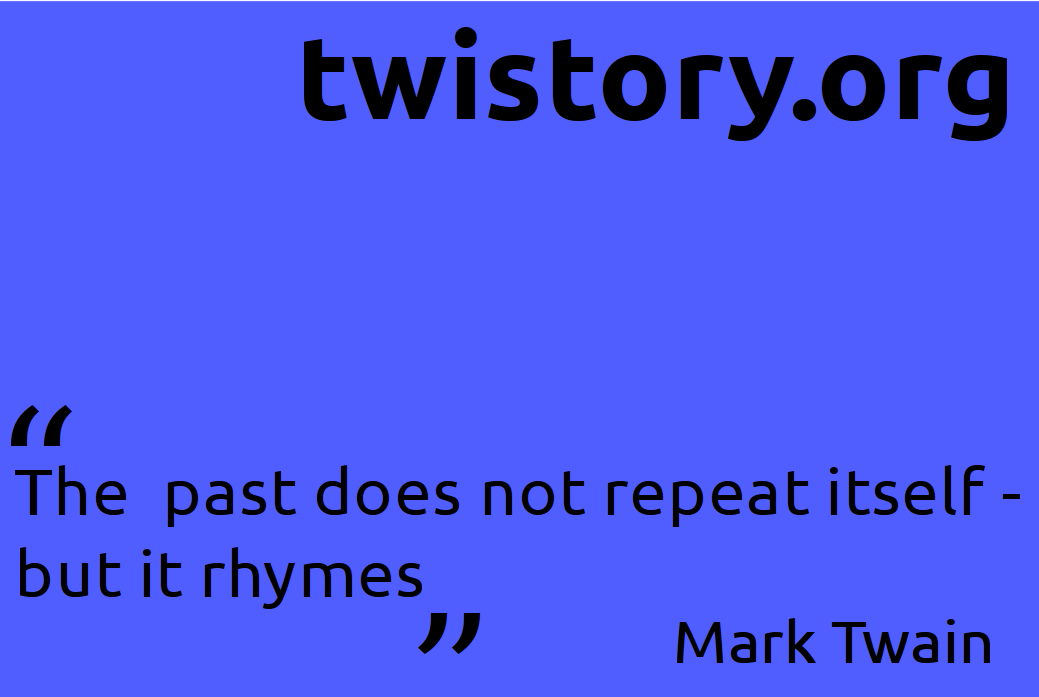 twistory.org
“
The  past does not repeat itself -
but it rhymes
”
Mark Twain